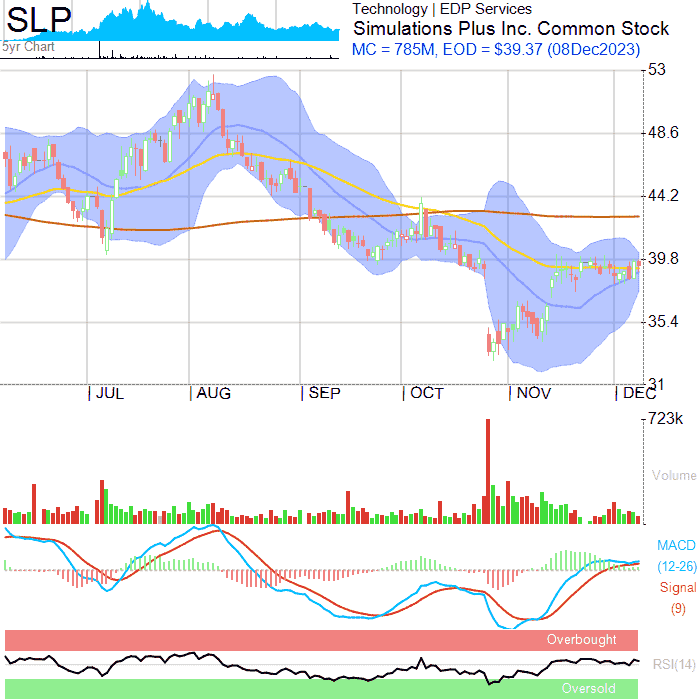 SLP
5yr Chart
Technology | EDP Services
Simulations Plus Inc. Common Stock
MC = 785M, EOD = $39.37 (08Dec2023)
53
48.6
44.2
39.8
35.4
31
JUL
AUG
SEP
OCT
NOV
DEC
723k
Volume
MACD
(12-26)
Signal
(9)
Overbought
RSI(14)
Oversold